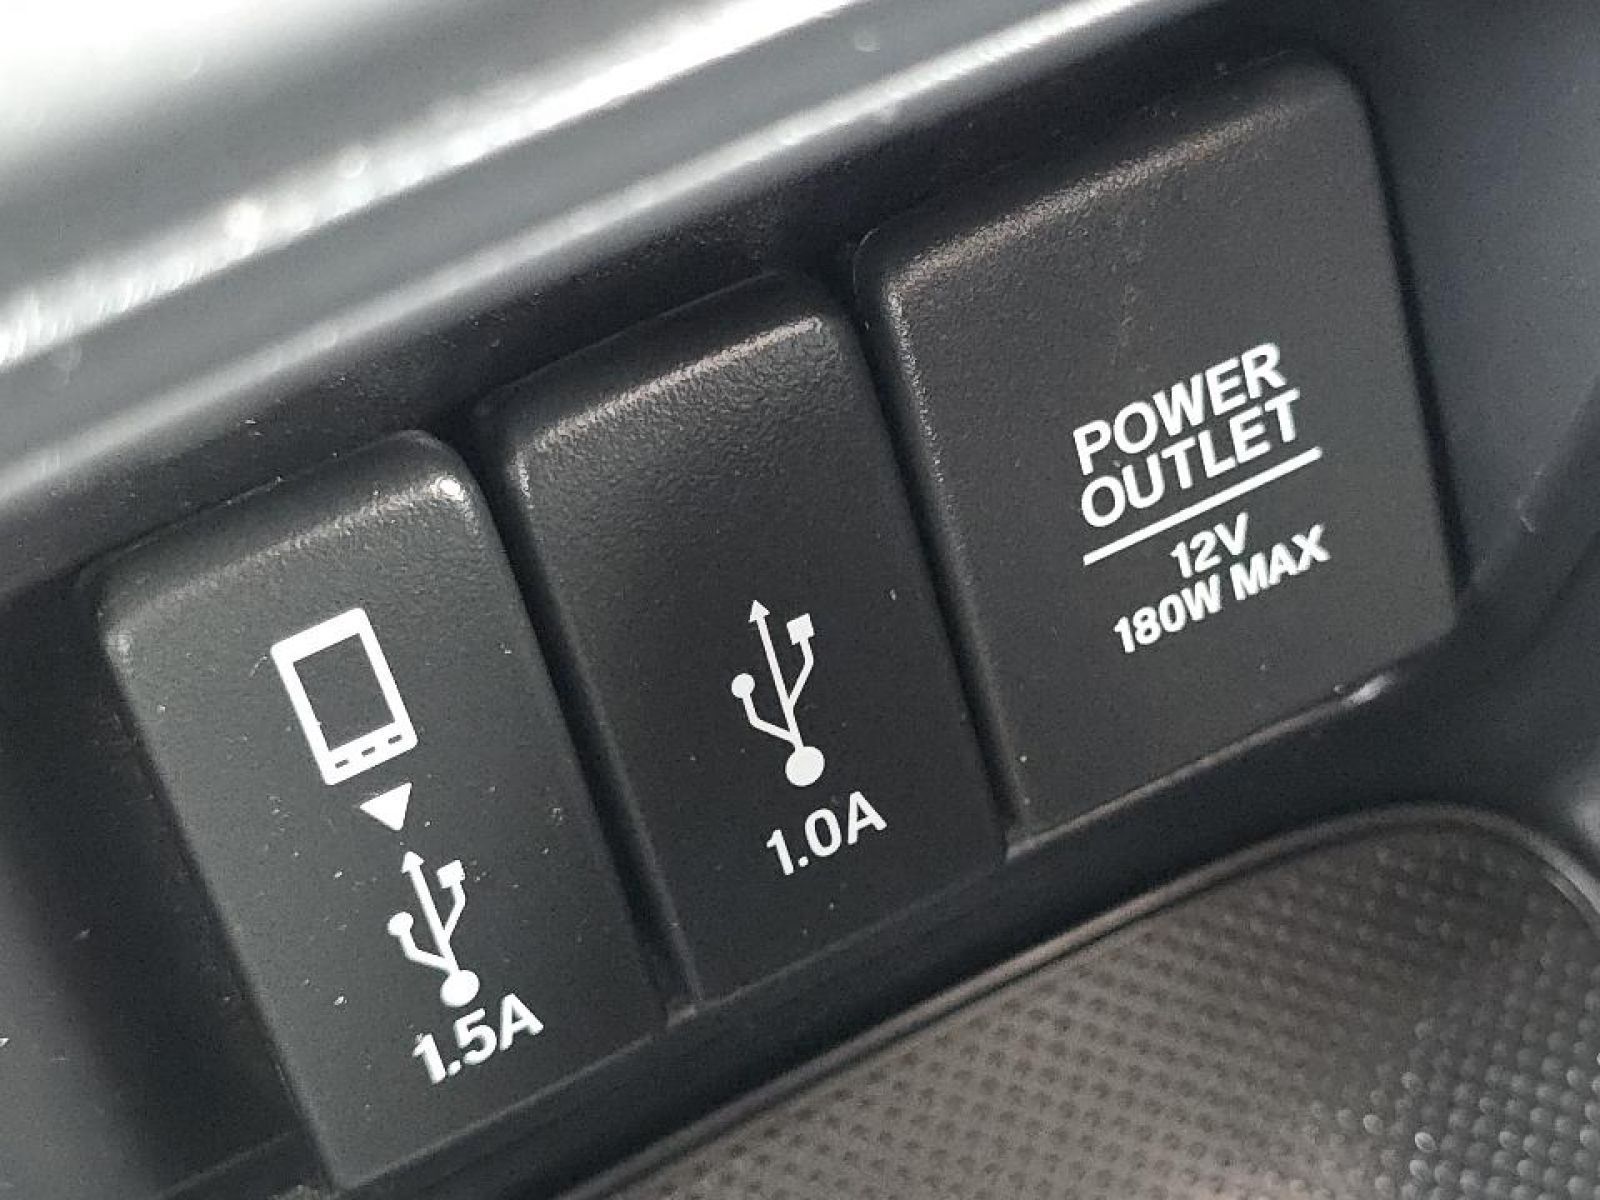 POWER
OUTLET
12V
180W MAX
1.0A
1.5A